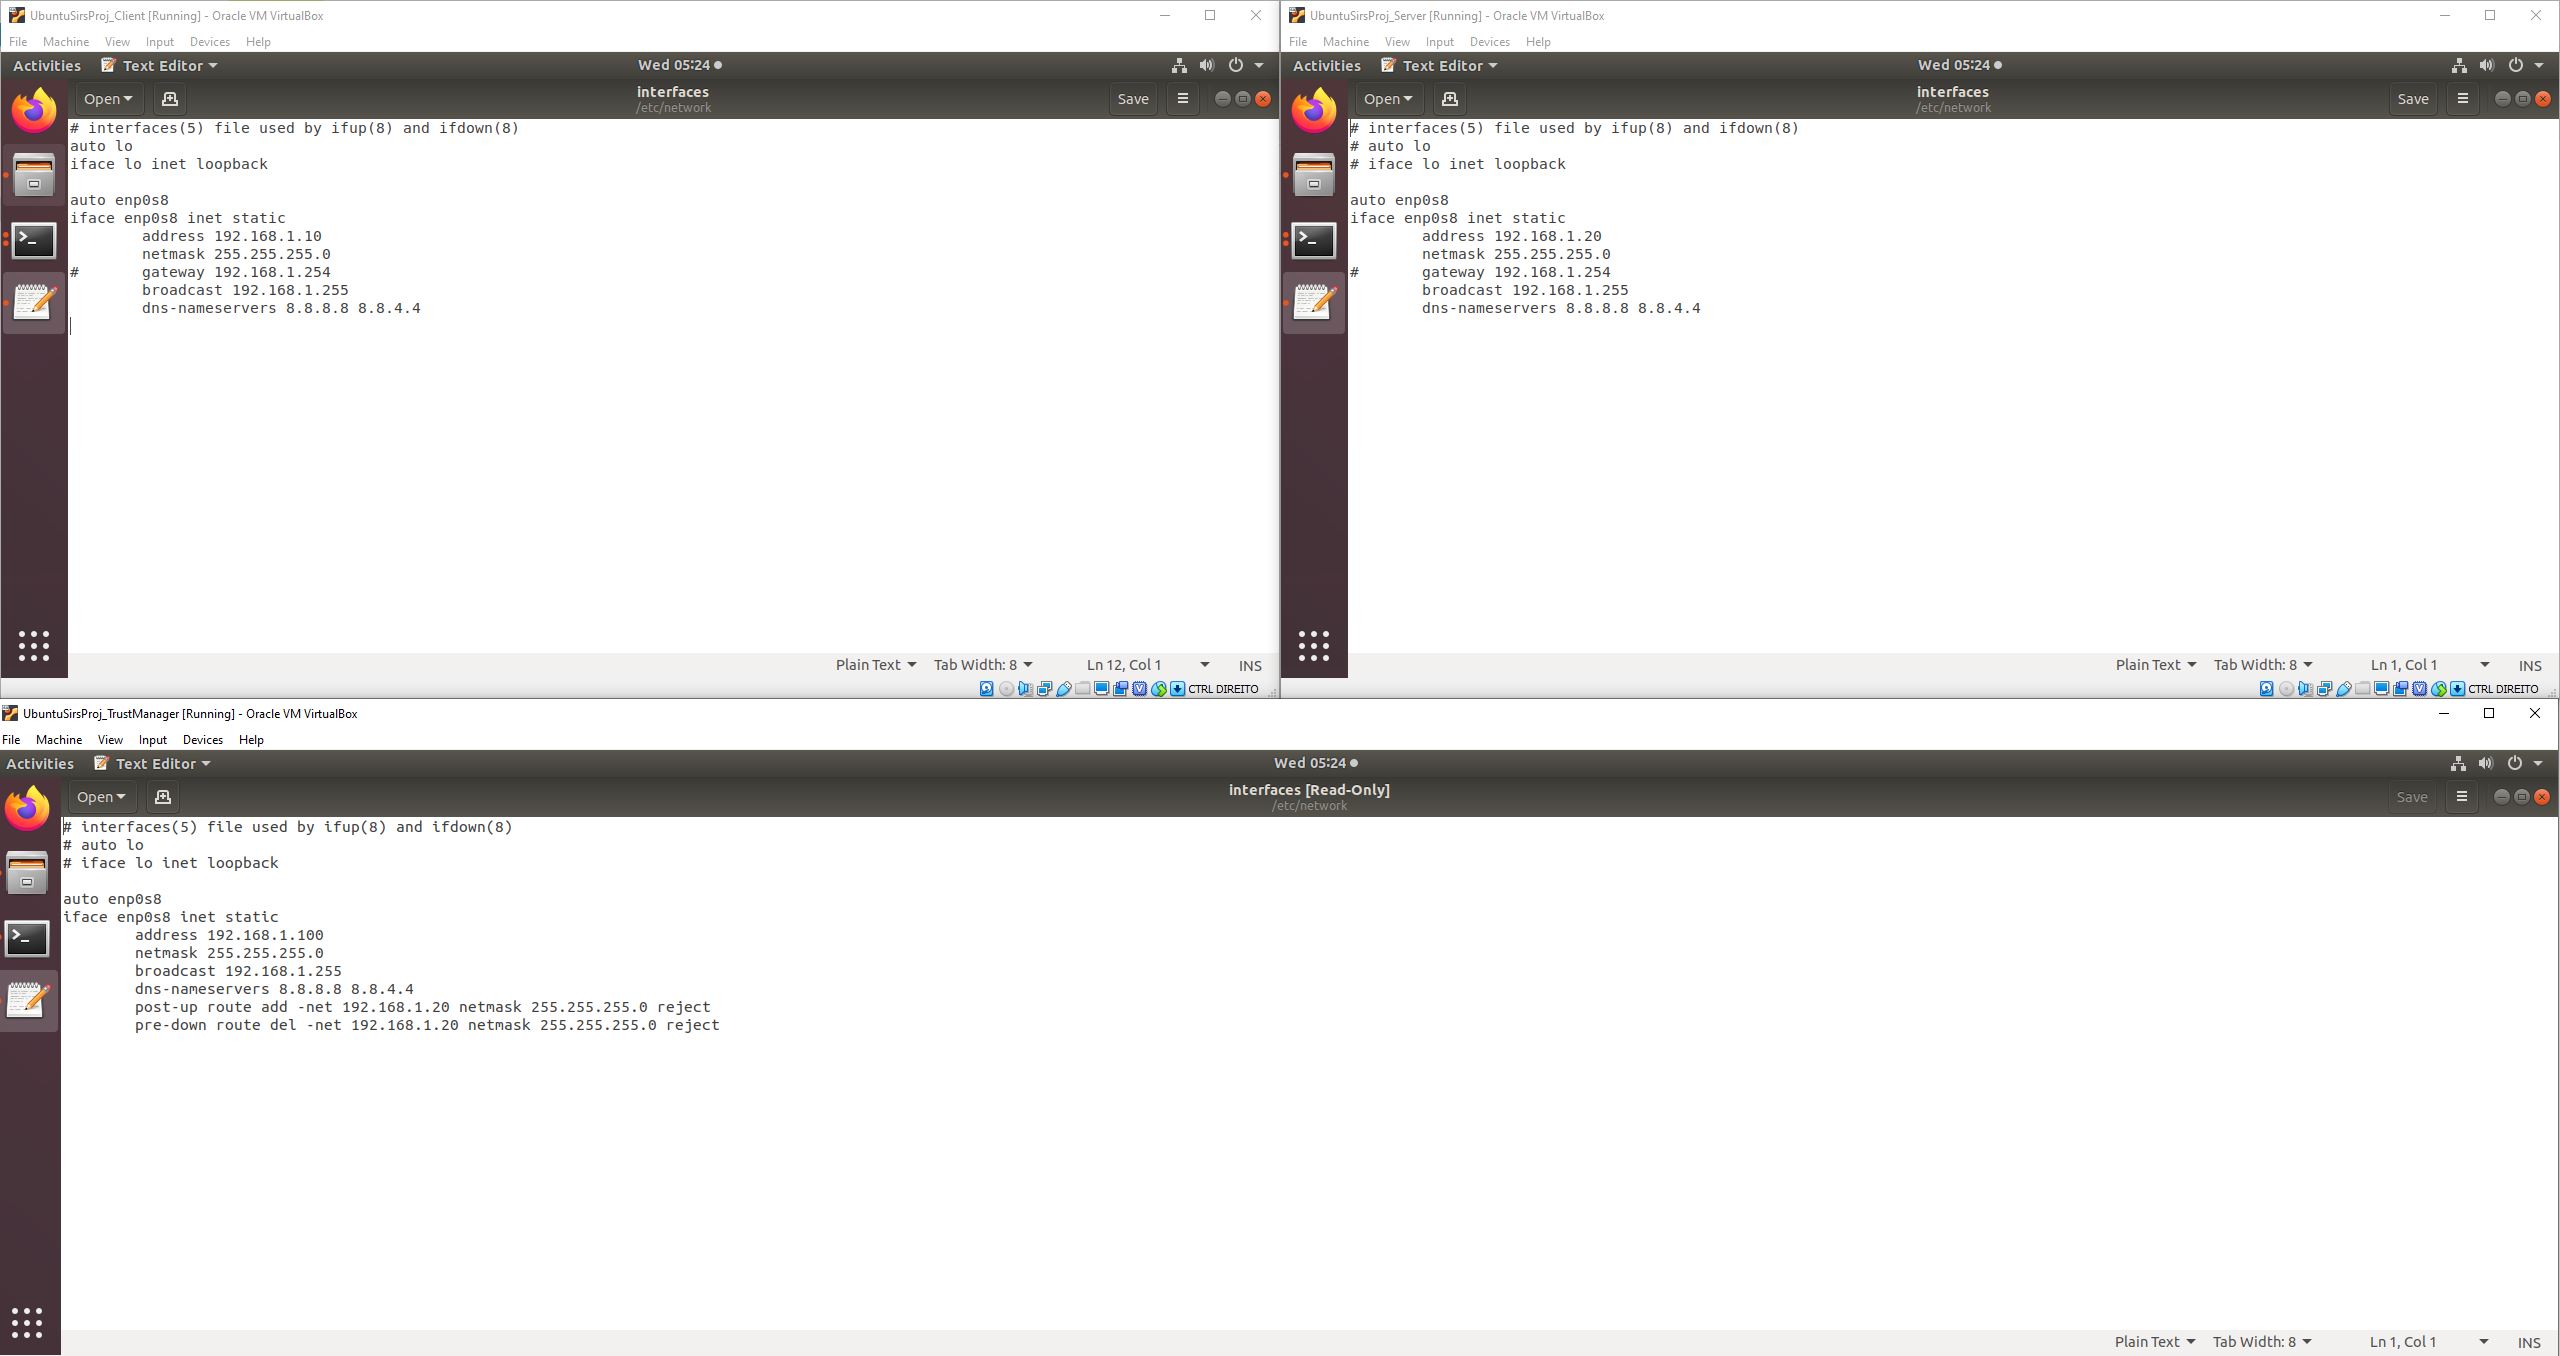 UbuntuSirsProj_Client [Running] - Oracle VM VirtualBox
File Machine View Input Devices Help
Activities Text Editor Wed 05:24
Open interfaces Save
/etc/network
# interfaces(5) file used by ifup(8) and ifdown(8)
auto lo
iface lo inet loopback
auto enp0s8
iface enp0s8 inet static
address 192.168.1.10
netmask 255.255.255.0
# gateway 192.168.1.254
broadcast 192.168.1.255
dns-nameservers 8.8.8.8 8.8.4.4
Plain Text Tab Width: 8 Ln 12, Col 1 INS
CTRL DIREITO
UbuntuSirsProj_Server [Running] - Oracle VM VirtualBox
File Machine View Input Devices Help
Activities Text Editor Wed 05:24
Open interfaces Save
/etc/network
# interfaces(5) file used by ifup(8) and ifdown(8)
# auto lo
# iface lo inet loopback
auto enp0s8
iface enp0s8 inet static
address 192.168.1.20
netmask 255.255.255.0
# gateway 192.168.1.254
broadcast 192.168.1.255
dns-nameservers 8.8.8.8 8.8.4.4
Plain Text Tab Width: 8 Ln 1, Col 1 INS
CTRL DIREITO
UbuntuSirsProj_TrustManager [Running] - Oracle VM VirtualBox
File Machine View Input Devices Help
Activities Text Editor Wed 05:24
Open interfaces [Read-Only] Save
/etc/network
# interfaces(5) file used by ifup(8) and ifdown(8)
# auto lo
# iface lo inet loopback
auto enp0s8
iface enp0s8 inet static
address 192.168.1.100
netmask 255.255.255.0
broadcast 192.168.1.255
dns-nameservers 8.8.8.8 8.8.4.4
post-up route add -net 192.168.1.20 netmask 255.255.255.0 reject
pre-down route del -net 192.168.1.20 netmask 255.255.255.0 reject
Plain Text Tab Width: 8 Ln 1, Col 1 INS